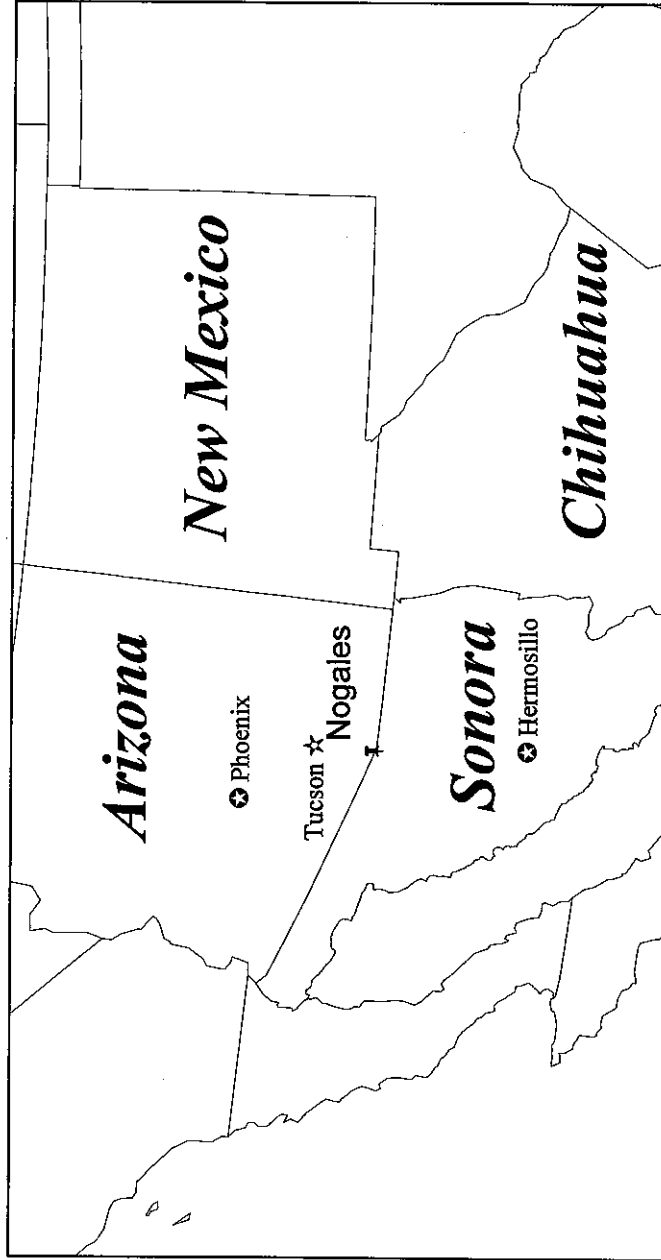 Arizona
New Mexico
Phoenix
Tucson
Nogales
Sonora
Hermosillo
Chihuahua